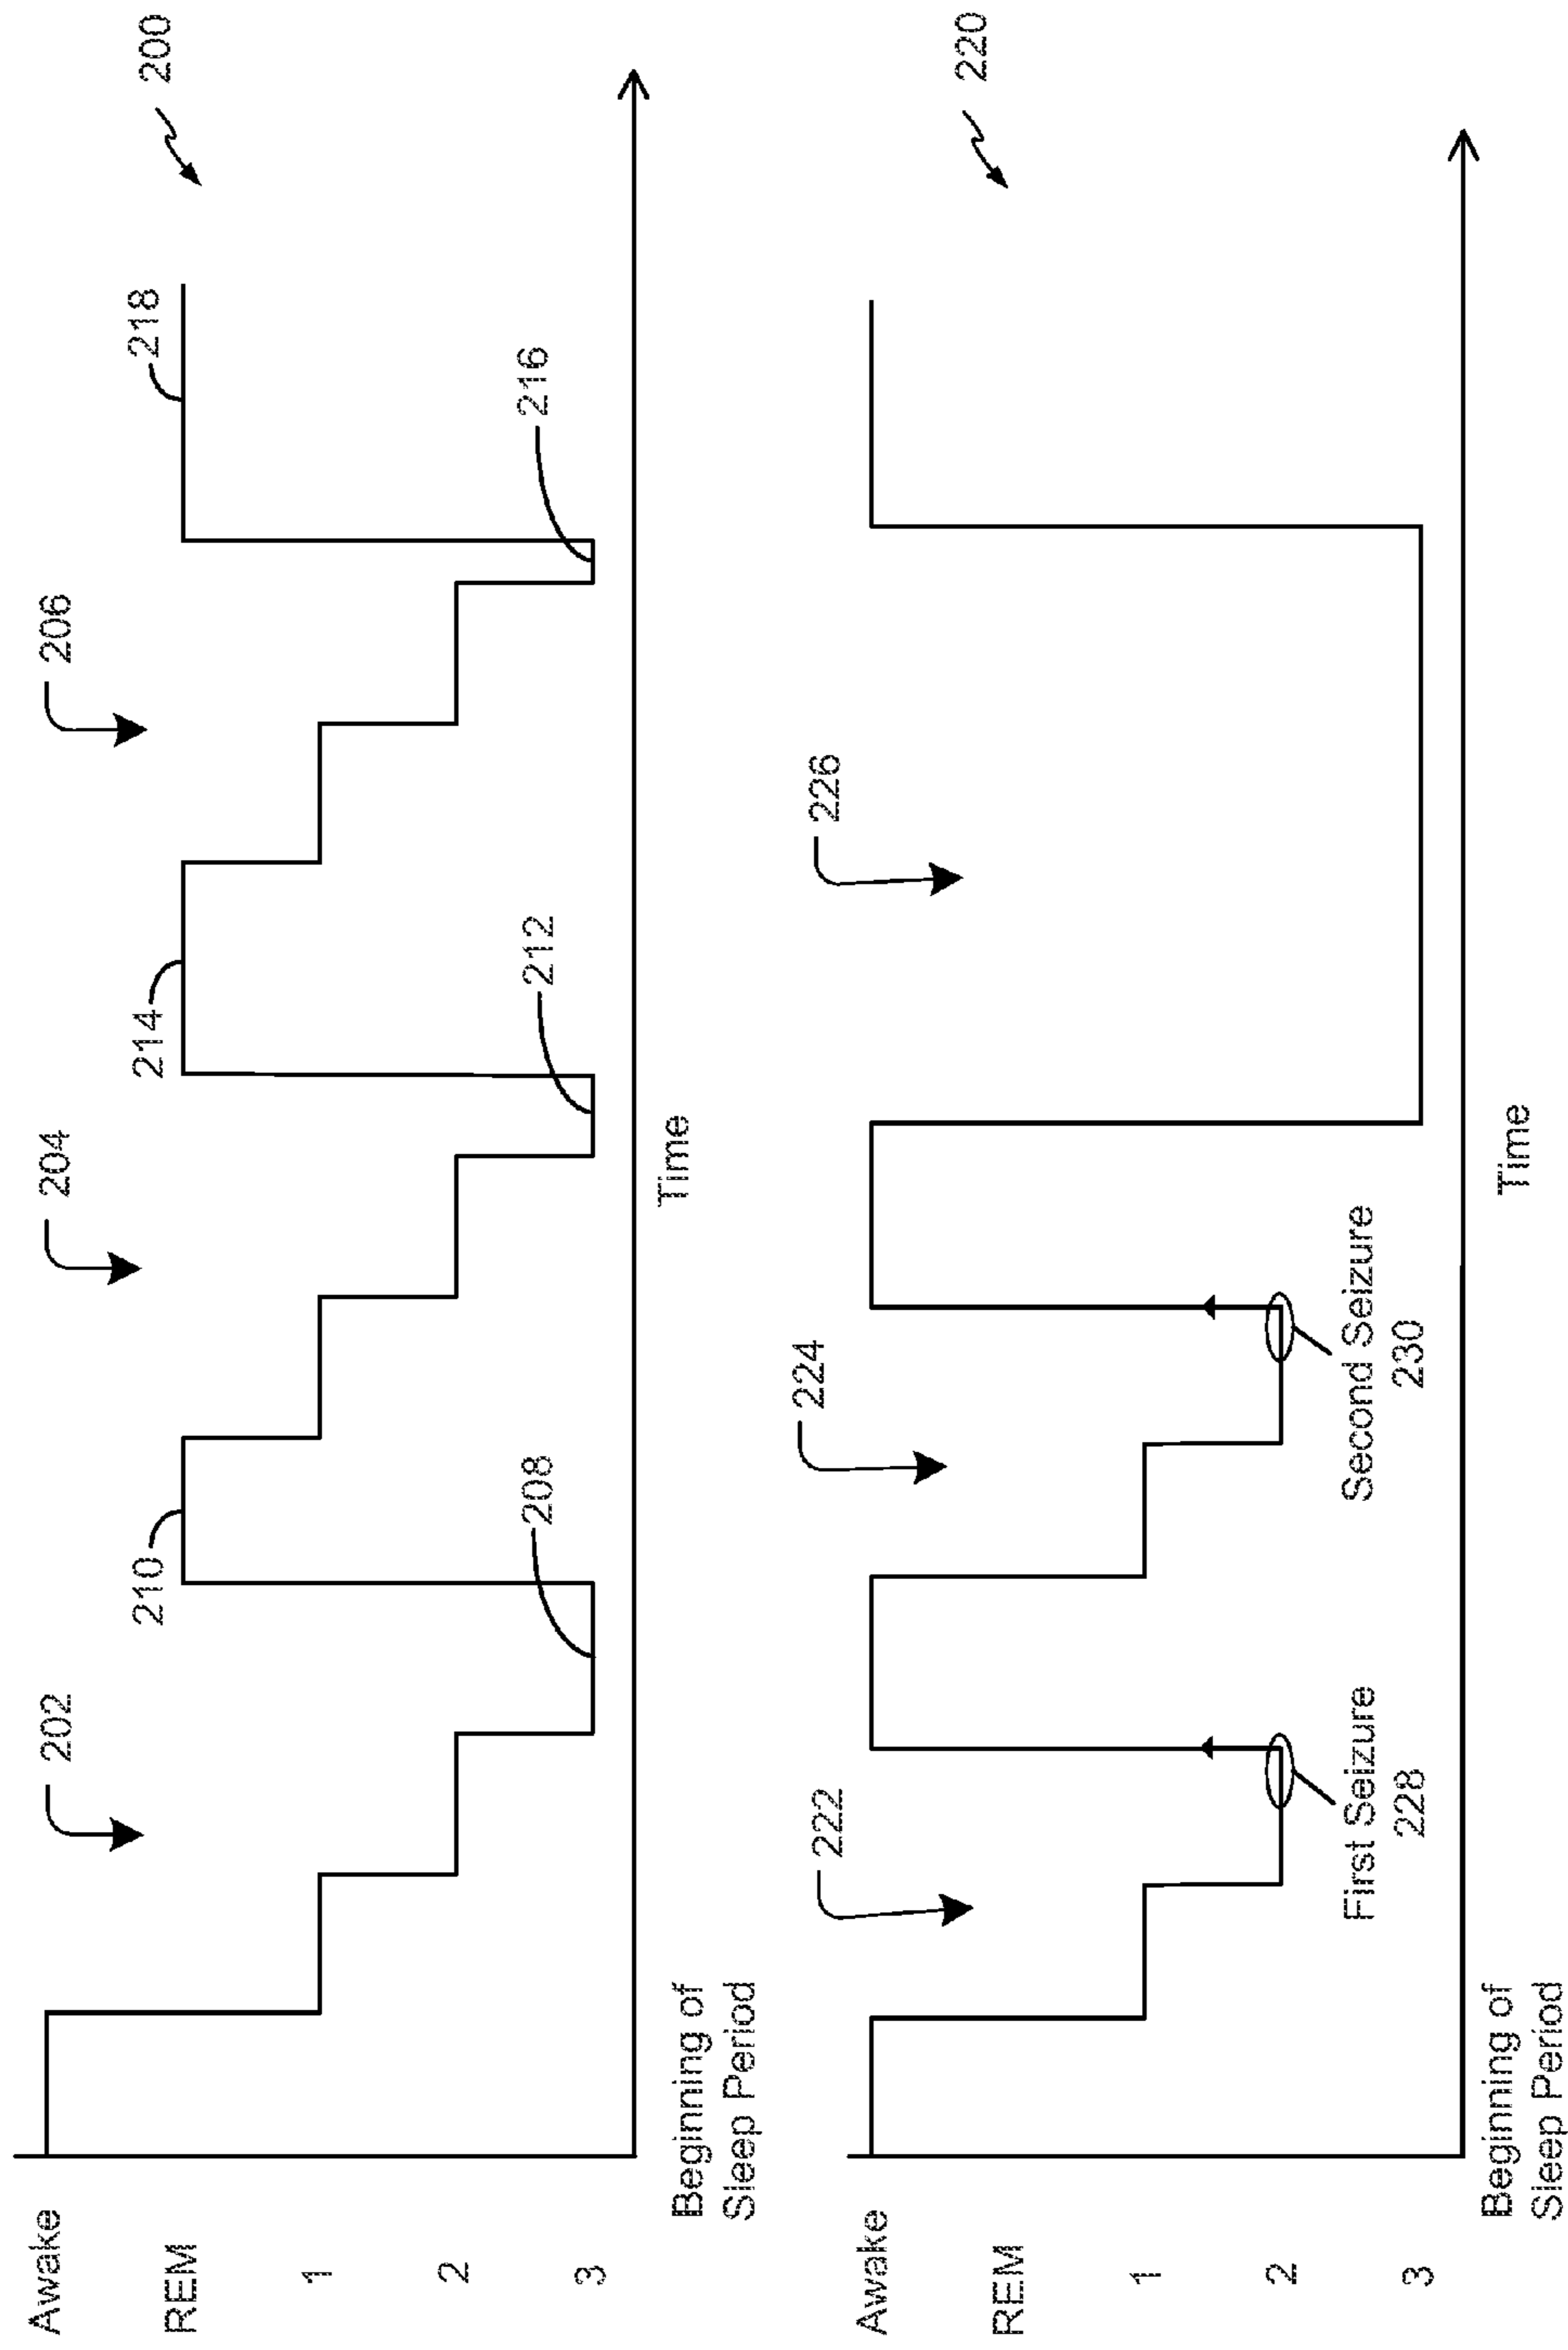 200
202
204
206
Awake
REM
1
2
3
210
214
218
208
212
216
Beginning of
Sleep Period
Time
220
222
224
226
Awake
REM
1
2
3
First Seizure
228
Second Seizure
230
Beginning of
Sleep Period
Time